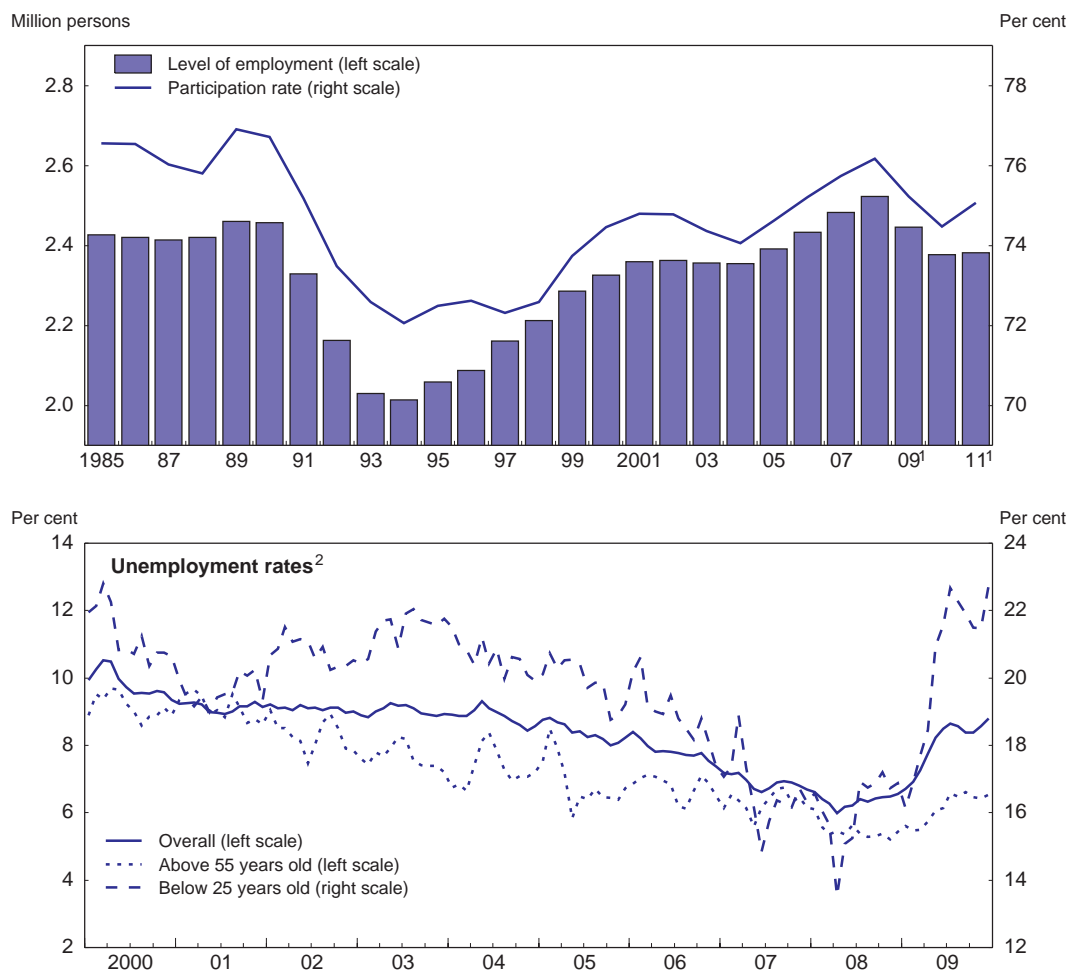 Million persons Per cent
Level of employment (left scale)
Participation rate (right scale)
2.8 78
2.6 76
2.4 74
2.2 72
2.0 70
1985 87 89 91 93 95 97 99 2001 03 05 07 09¹ 11¹
Per cent Per cent
14 24
Unemployment rates²
12 22
10 20
8 18
6 16
Overall (left scale)
Above 55 years old (left scale)
Below 25 years old (right scale)
4 14
2 12
2000 01 02 03 04 05 06 07 08 09